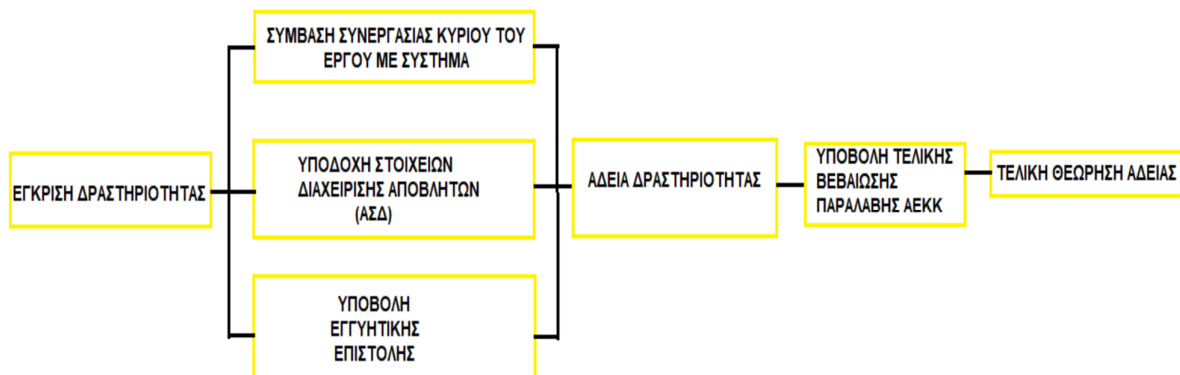 ΕΓΚΡΙΣΗ ΔΡΑΣΤΗΡΙΟΤΗΤΑΣ
ΣΥΜΒΑΣΗ ΣΥΝΕΡΓΑΣΙΑΣ ΚΥΡΙΟΥ ΤΟΥ
ΕΡΓΟΥ ΜΕ ΣΥΣΤΗΜΑ
ΥΠΟΔΟΧΗ ΣΤΟΙΧΕΙΩΝ
ΔΙΑΧΕΙΡΙΣΗΣ ΑΠΟΒΛΗΤΩΝ
(ΑΣΔ)
ΥΠΟΒΟΛΗ
ΕΓΓΥΗΤΙΚΗΣ
ΕΠΙΣΤΟΛΗΣ
ΑΔΕΙΑ ΔΡΑΣΤΗΡΙΟΤΗΤΑΣ
ΥΠΟΒΟΛΗ ΤΕΛΙΚΗΣ
ΒΕΒΑΙΩΣΗΣ
ΠΑΡΑΛΑΒΗΣ ΑΕΚΚ
ΤΕΛΙΚΗ ΘΕΩΡΗΣΗ ΑΔΕΙΑΣ